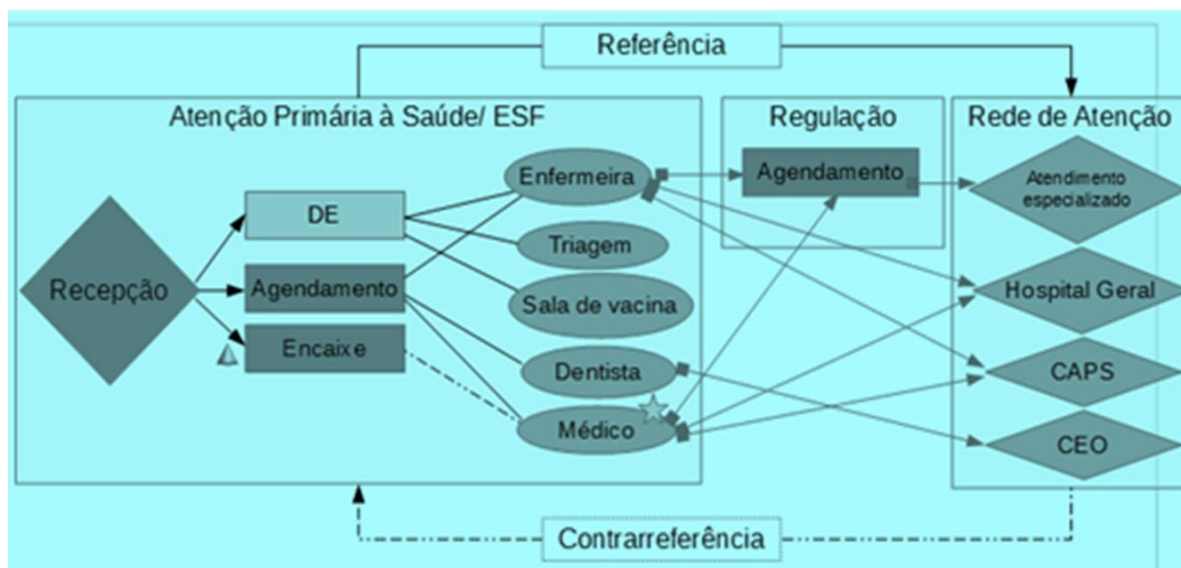 Referência
Atenção Primária à Saúde/ ESF
Regulação
Rede de Atenção
Recepção
DE
Agendamento
Encaixe
Enfermeira
Triagem
Sala de vacina
Dentista
Médico
Agendamento
Atendimento
especializado
Hospital Geral
CAPS
CEO
Contrarreferência